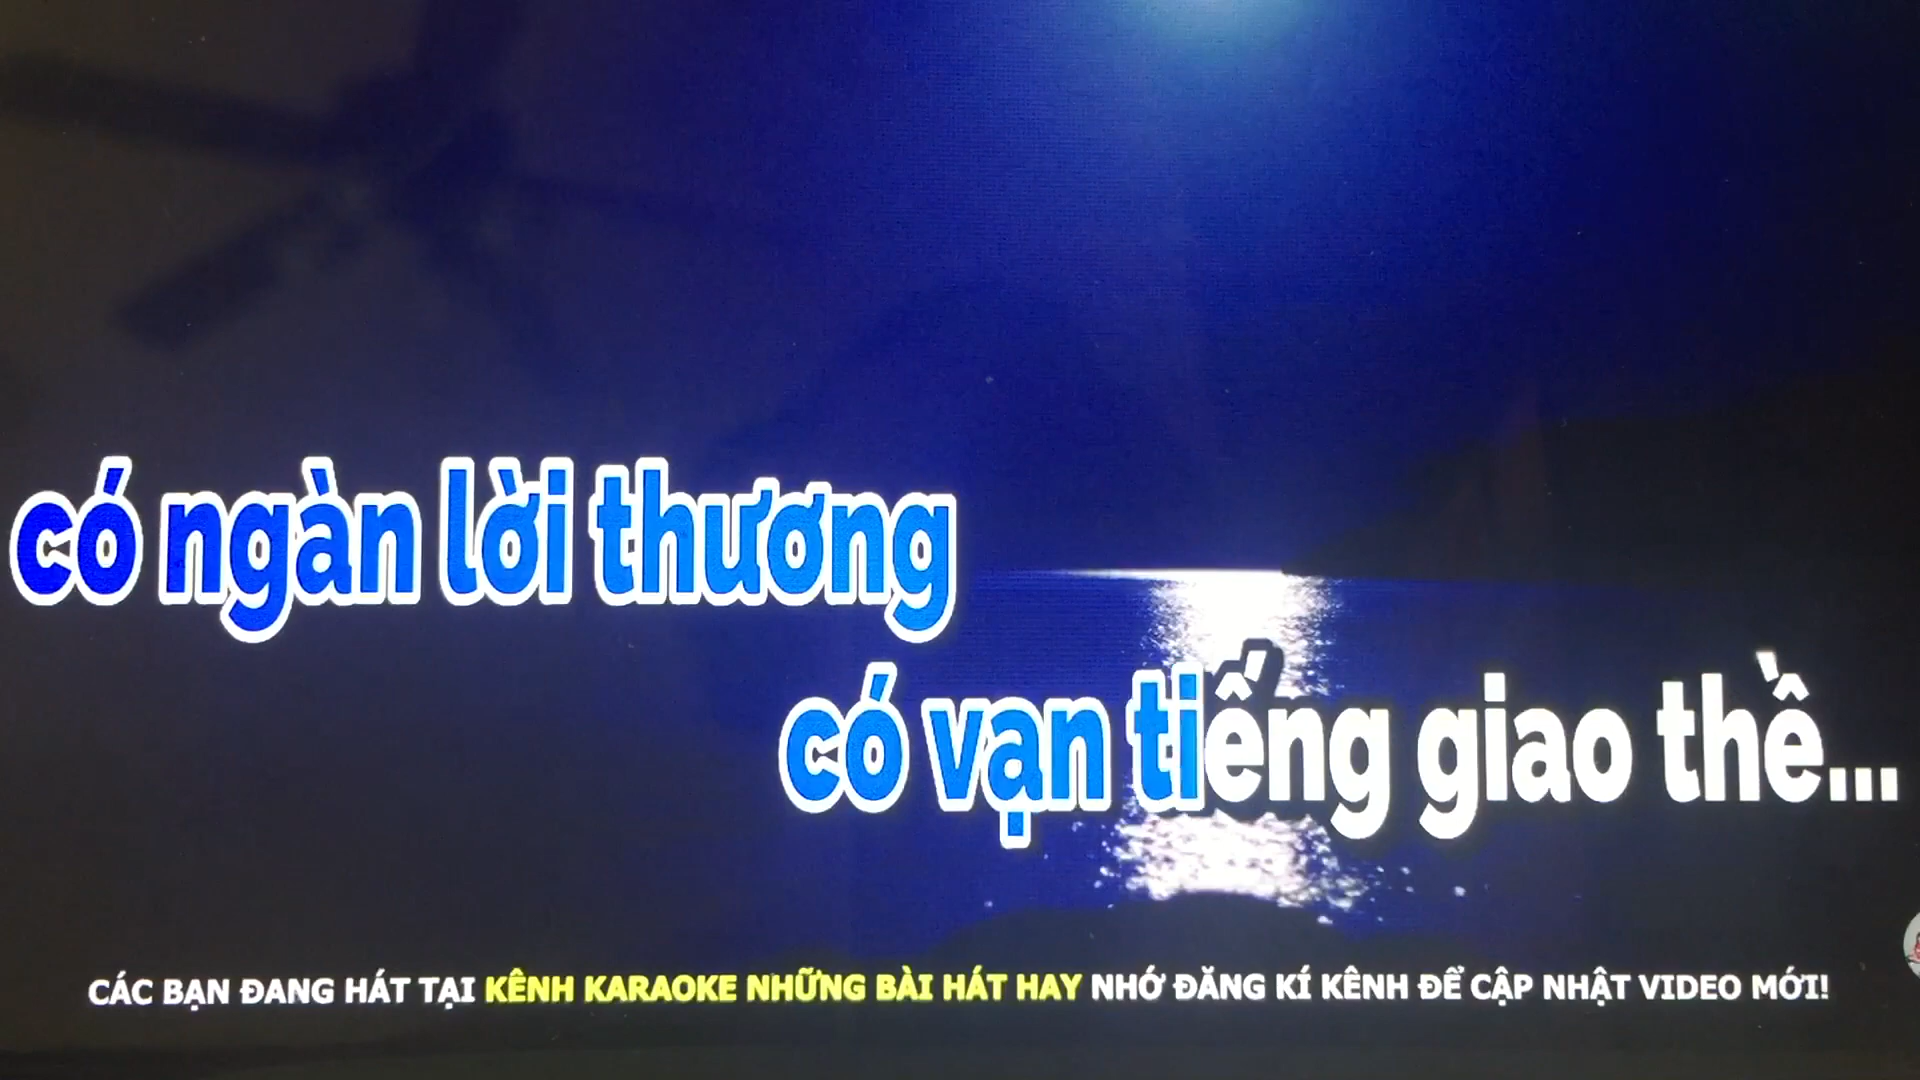 có ngàn lời thương
có vạn tiếng giao thề...
CÁC BẠN ĐANG HÁT TẠI KÊNH KARAOKE NHỮNG BÀI HÁT HAY NHỚ ĐĂNG KÍ KÊNH ĐỂ CẬP NHẬT VIDEO MỚI!